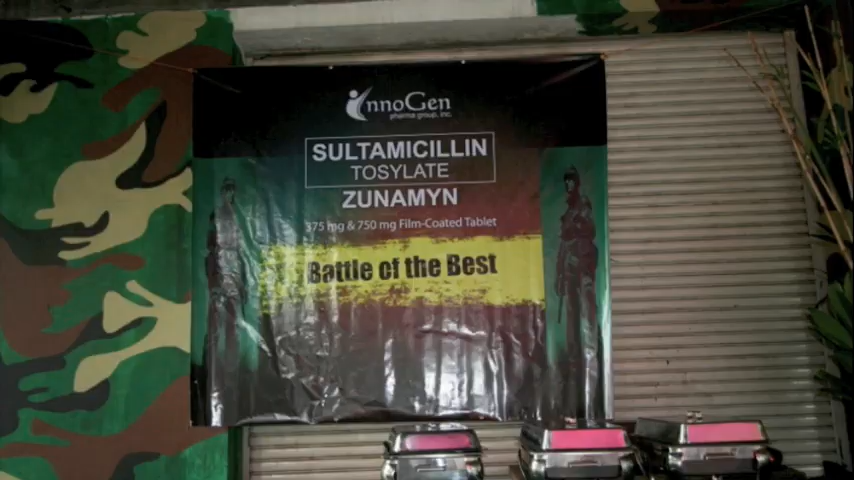 InnoGen
pharma group, inc.
SULTAMICILLIN
TOSYLATE
ZUNAMYN
375 mg & 750 mg Film-Coated Tablet
Battle of the Best